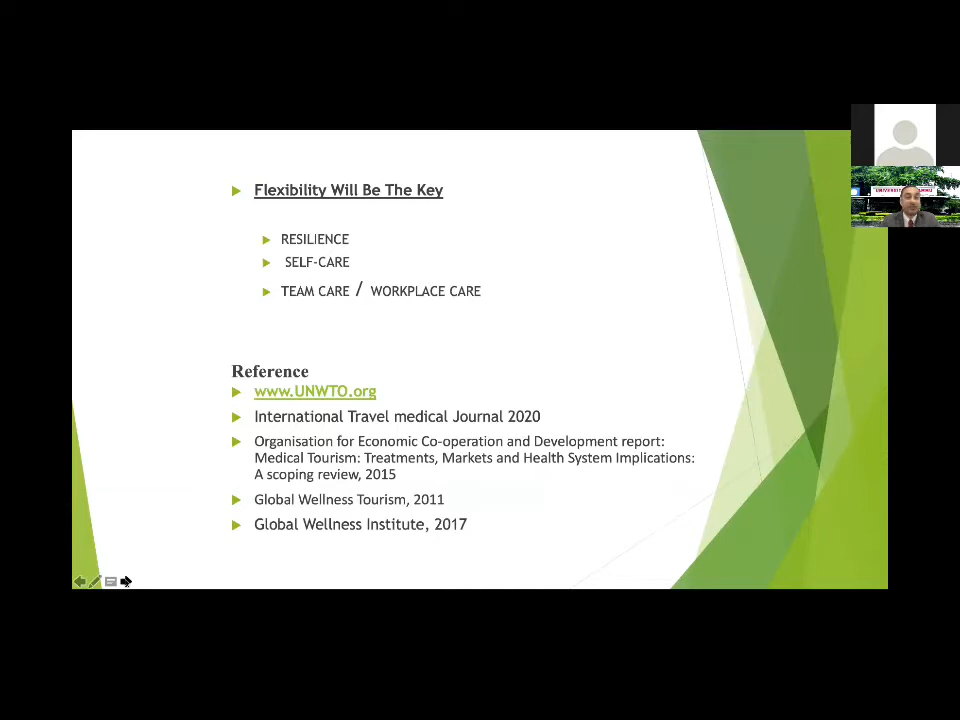 Flexibility Will Be The Key
RESILIENCE
SELF-CARE
TEAM CARE / WORKPLACE CARE
Reference
www.UNWTO.org
International Travel medical Journal 2020
Organisation for Economic Co-operation and Development report:
Medical Tourism: Treatments, Markets and Health System Implications:
A scoping review, 2015
Global Wellness Tourism, 2011
Global Wellness Institute, 2017